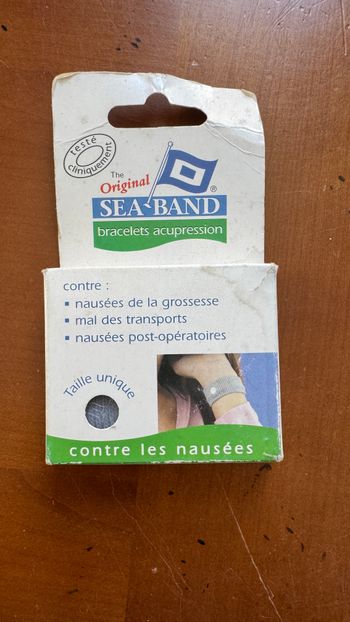 testé
cliniquement
The
Original
SEA-BAND®
bracelets acupression
contre :
▪ nausées de la grossesse
▪ mal des transports
▪ nausées post-opératoires
Taille unique
contre les nausées